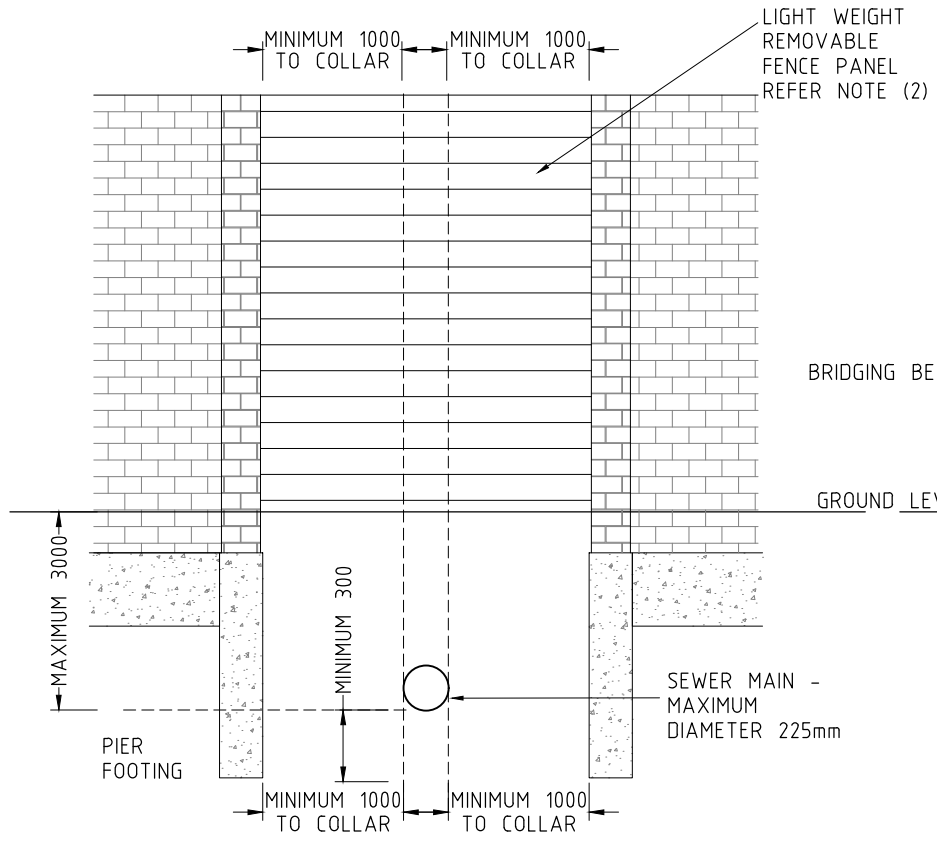 LIGHT WEIGHT
REMOVABLE
FENCE PANEL
REFER NOTE (2)
MINIMUM 1000
TO COLLAR
MINIMUM 1000
TO COLLAR
BRIDGING BE
GROUND LEV
MAXIMUM 3000
MINIMUM 300
SEWER MAIN -
MAXIMUM
DIAMETER 225mm
PIER
FOOTING
MINIMUM 1000
TO COLLAR
MINIMUM 1000
TO COLLAR